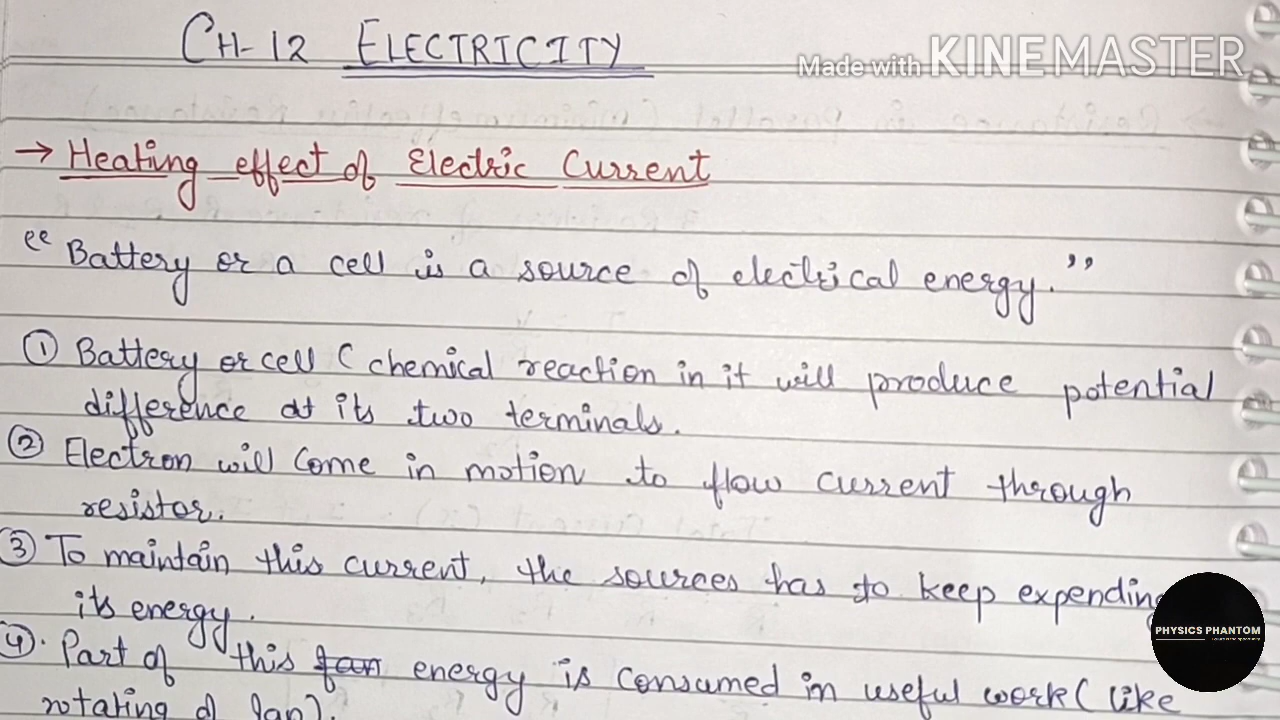 CH-12 ELECTRICITY
Made with KINEMASTER
→ Heating effect of Electric Current
“ Battery or a cell is a source of electrical energy. ”
① Battery or cell ( chemical reaction in it will produce potential
difference at its two terminals.
② Electron will come in motion to flow current through
resistor.
③ To maintain this current, the sources has to keep expending
its energy.
④. Part of this fan energy is consumed in useful work ( like
rotating of fan).
PHYSICS PHANTOM